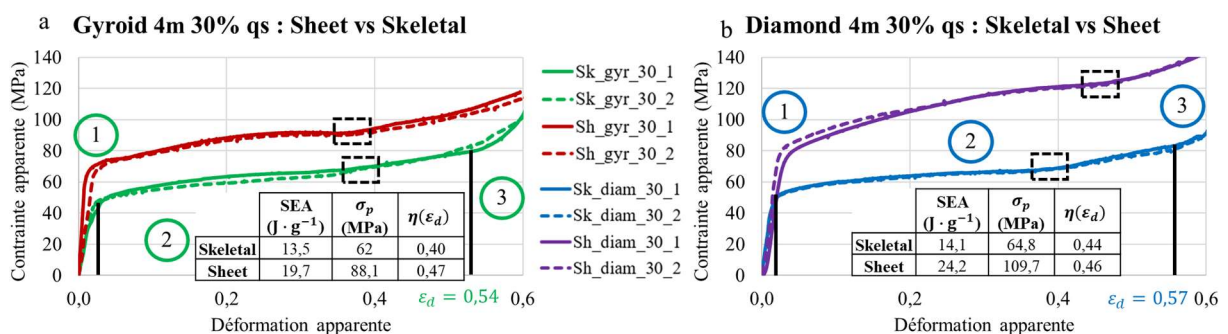 a Gyroid 4m 30% qs : Sheet vs Skeletal
Contrainte apparente (MPa)
140
120
100
80
60
40
20
0
1
2
3
SEA (J · g⁻¹) σp (MPa) η(εd)
Skeletal 13,5 62 0,40
Sheet 19,7 88,1 0,47
0,0 0,2 0,4 0,6
εd = 0,54
Déformation apparente
Sk_gyr_30_1
Sk_gyr_30_2
Sh_gyr_30_1
Sh_gyr_30_2
Sk_diam_30_1
Sk_diam_30_2
Sh_diam_30_1
Sh_diam_30_2
b Diamond 4m 30% qs : Skeletal vs Sheet
Contrainte apparente (MPa)
140
120
100
80
60
40
20
0
1
2
3
SEA (J · g⁻¹) σp (MPa) η(εd)
Skeletal 14,1 64,8 0,44
Sheet 24,2 109,7 0,46
0,0 0,2 0,4 0,6
εd = 0,57
Déformation apparente